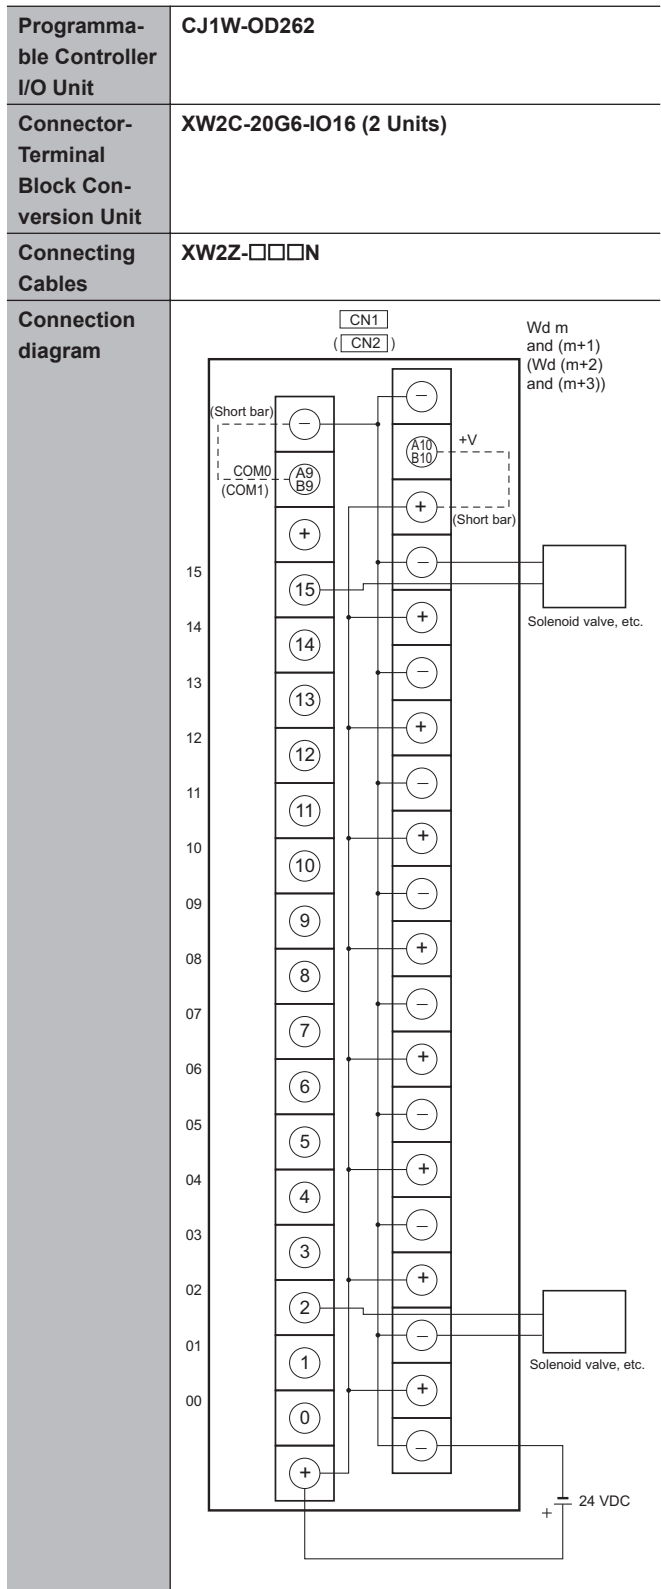 Programma-
ble Controller
I/O Unit
CJ1W-OD262
Connector-
Terminal
Block Con-
version Unit
XW2C-20G6-IO16 (2 Units)
Connecting
Cables
XW2Z-□□□N
Connection
diagram
CN1
( CN2 )
Wd m
and (m+1)
(Wd (m+2)
and (m+3))
−
(Short bar)
−
A10
B10
+V
COM0
(COM1)
A9
B9
+
(Short bar)
+
−
15
15
Solenoid valve, etc.
+
14
14
−
13
13
+
12
12
−
11
11
+
10
10
−
09
9
+
08
8
−
07
7
+
06
6
−
05
5
+
04
4
−
03
3
+
02
2
−
01
1
Solenoid valve, etc.
+
00
0
−
+
+
24 VDC